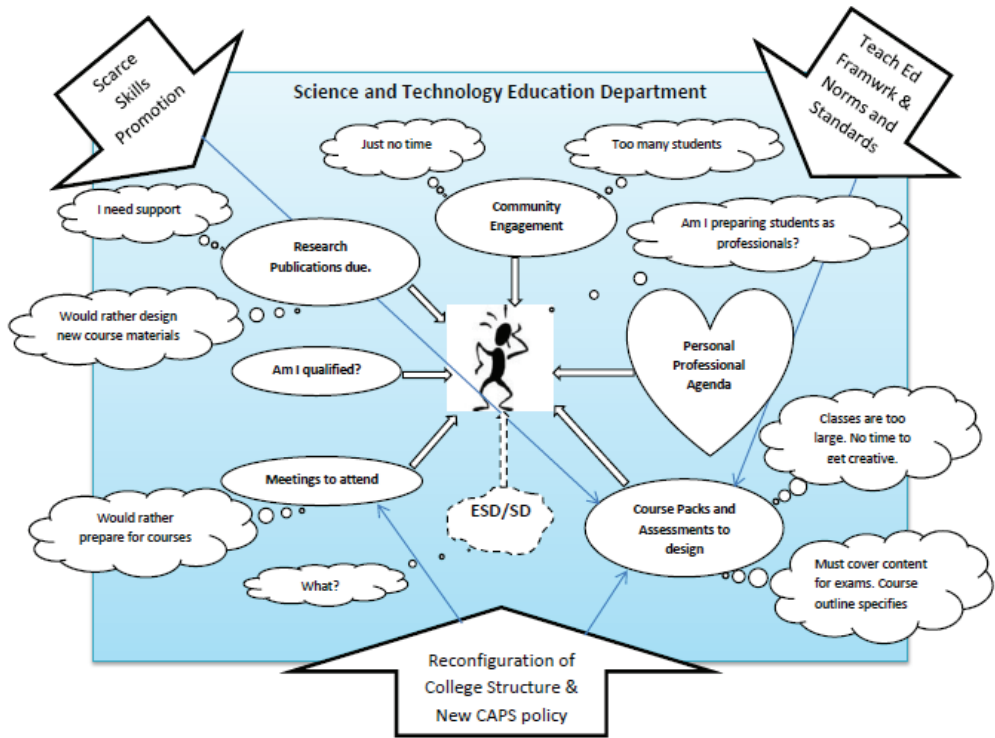 Scarce
Skills
Promotion
Teach Ed
Framwrk &
Norms and
Standards
Science and Technology Education Department
Just no time
Too many students
I need support
Community
Engagement
Am I preparing students as
professionals?
Research
Publications due.
Would rather design
new course materials
Am I qualified?
Personal
Professional
Agenda
Classes are too
large. No time to
get creative.
Meetings to attend
ESD/SD
Course Packs and
Assessments to
design
Would rather
prepare for courses
What?
Must cover content
for exams. Course
outline specifies
Reconfiguration of
College Structure &
New CAPS policy